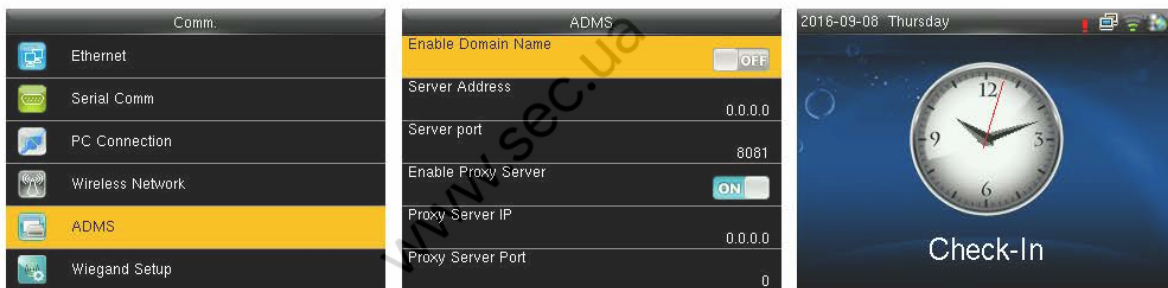 Comm.
Ethernet
Serial Comm
PC Connection
Wireless Network
ADMS
Wiegand Setup
ADMS
Enable Domain Name
OFF
Server Address
0.0.0.0
Server port
8081
Enable Proxy Server
ON
Proxy Server IP
0.0.0.0
Proxy Server Port
0
www.sec.ua
2016-09-08 Thursday
12
9
3
6
Check-In